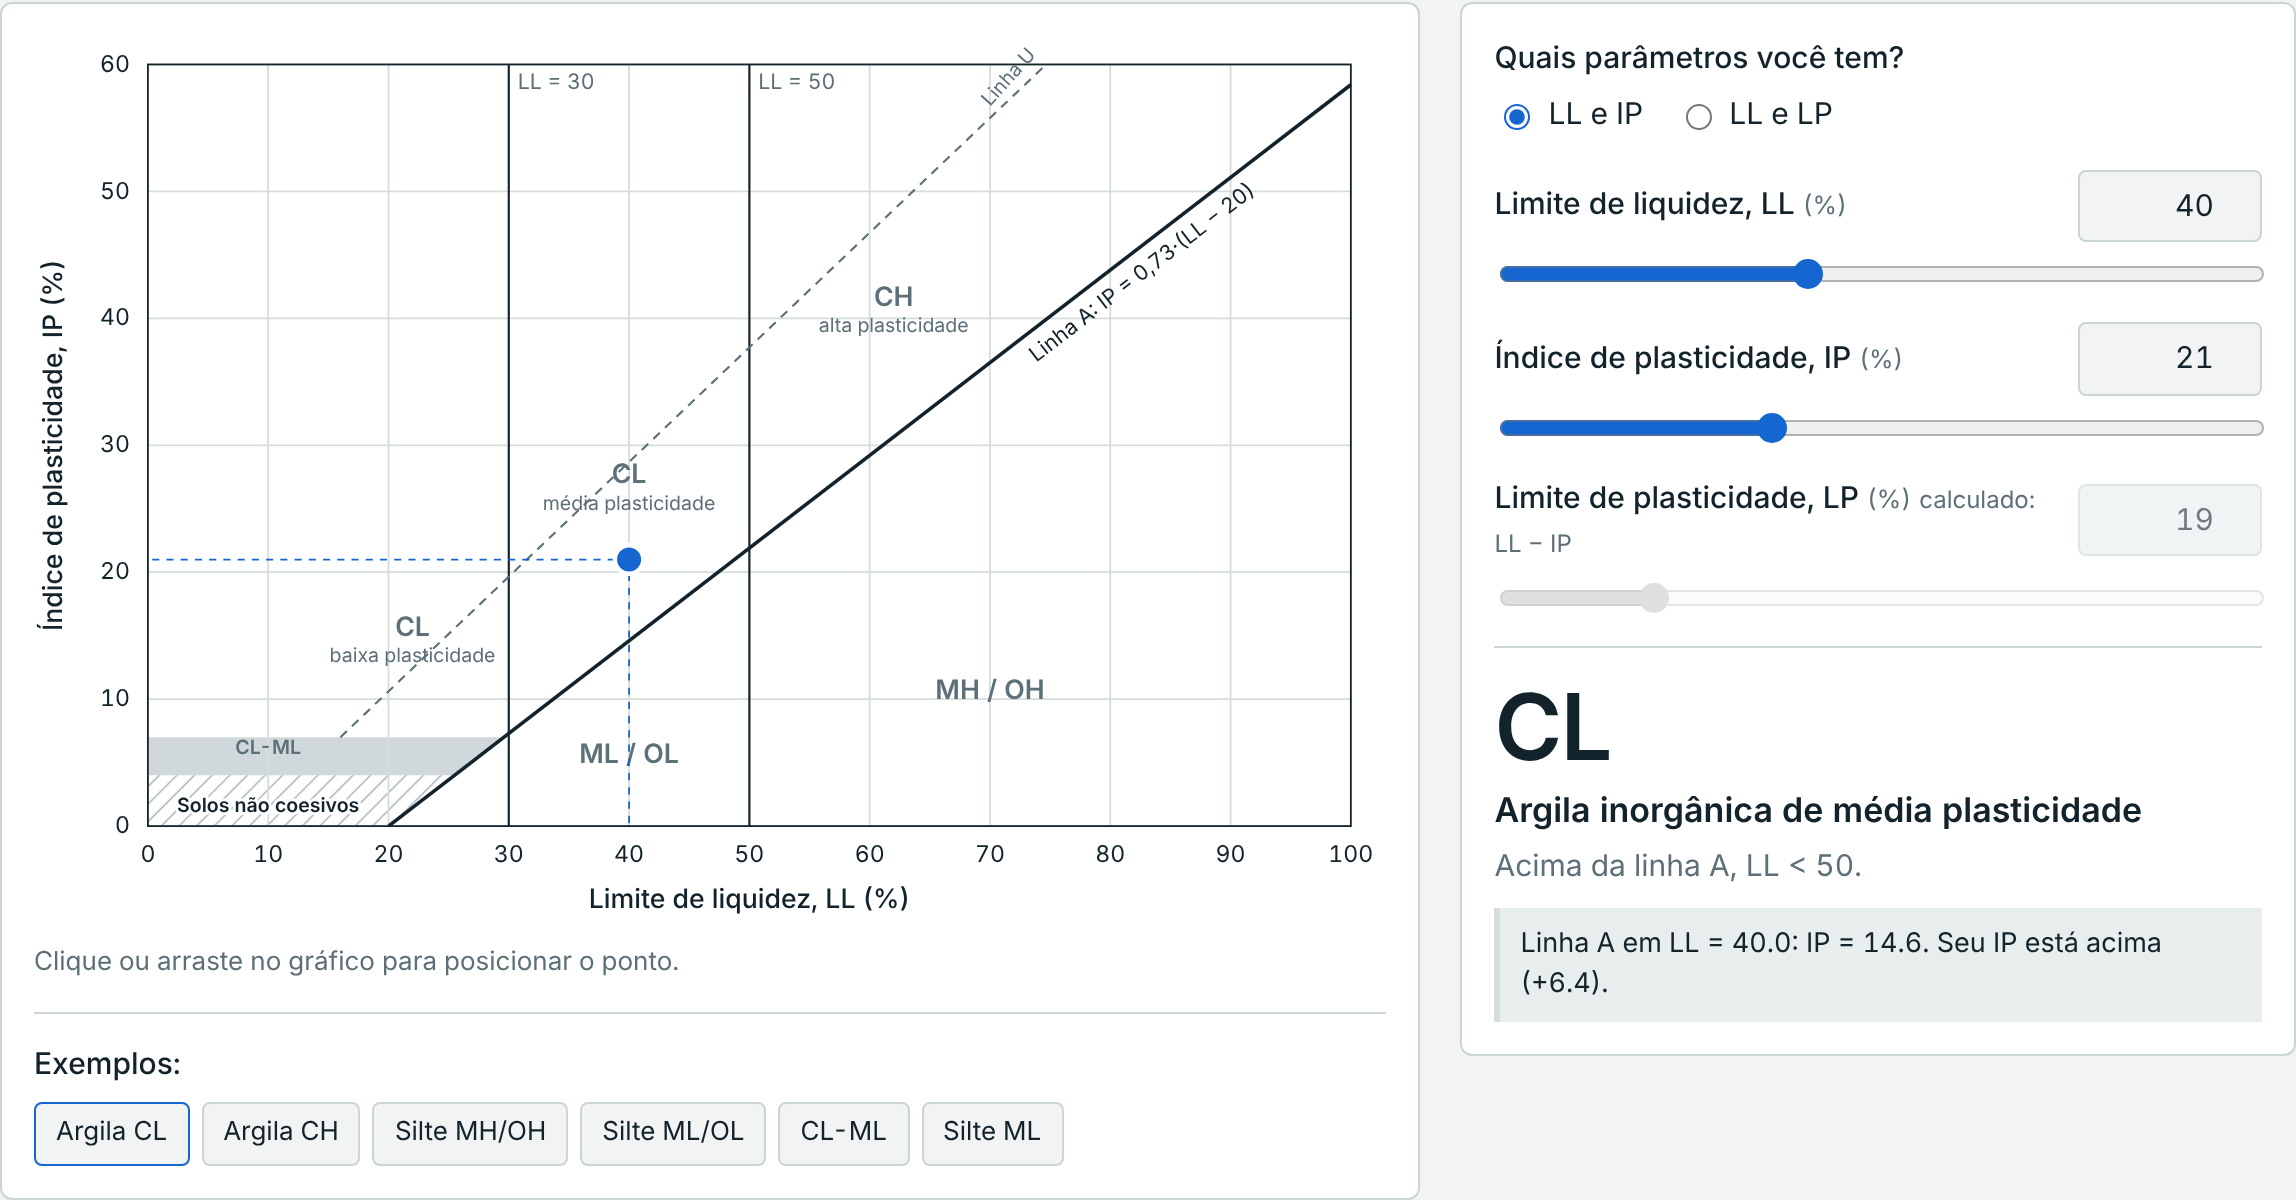 60
50
40
30
20
10
0
Índice de plasticidade, IP (%)
LL = 30
LL = 50
Linha U
CH
alta plasticidade
Linha A: IP = 0,73·(LL − 20)
CL
média plasticidade
CL
baixa plasticidade
MH / OH
CL-ML
ML / OL
Solos não coesivos
0 10 20 30 40 50 60 70 80 90 100
Limite de liquidez, LL (%)
Clique ou arraste no gráfico para posicionar o ponto.
Exemplos:
Argila CL
Argila CH
Silte MH/OH
Silte ML/OL
CL-ML
Silte ML
Quais parâmetros você tem?
LL e IP
LL e LP
Limite de liquidez, LL (%)
40
Índice de plasticidade, IP (%)
21
Limite de plasticidade, LP (%) calculado:
LL − IP
19
CL
Argila inorgânica de média plasticidade
Acima da linha A, LL < 50.
Linha A em LL = 40.0: IP = 14.6. Seu IP está acima
(+6.4).